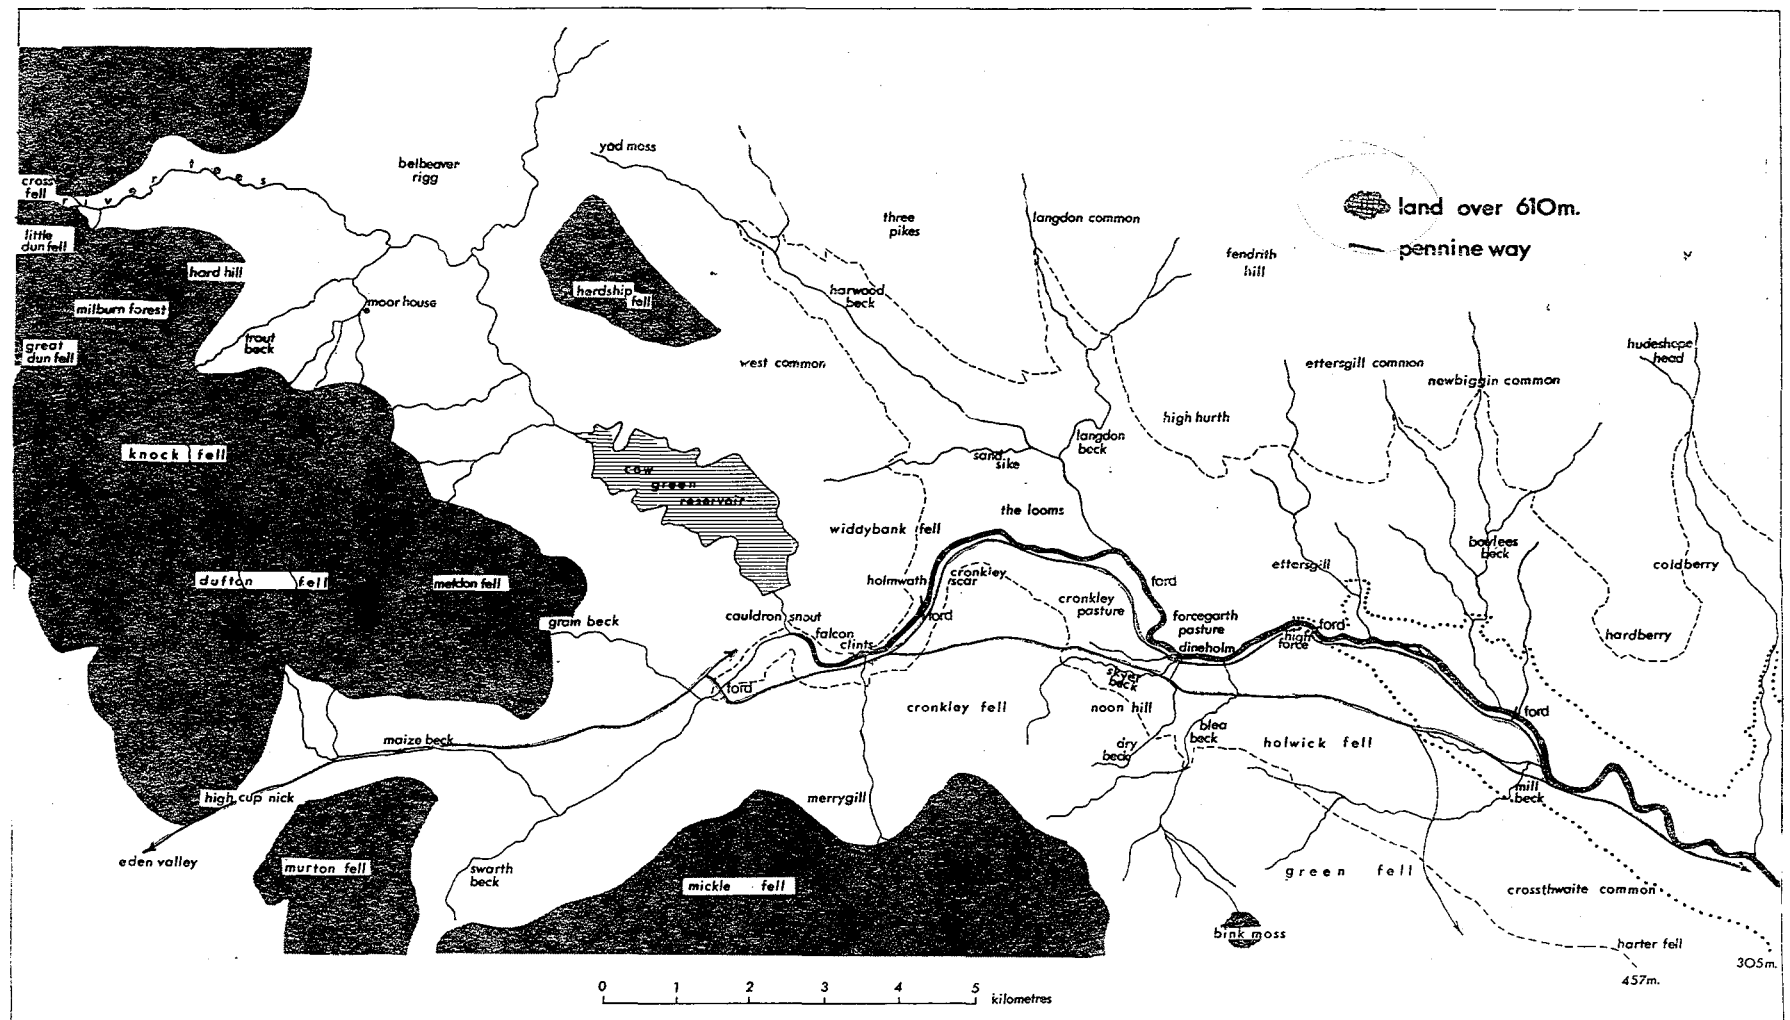 yad moss
belbeaver
rigg
river tees
cross
fell
little
dun fell
hard hill
milburn forest
great
dun fell
moor house
trout
beck
herdship
fell
three
pikes
harwood
beck
west common
langdon common
fendrith
hill
land over 610m.
pennine way
ettersgill common
newbiggin common
hudeshope
head
high hurth
langdon
beck
sand
sike
the looms
knock fell
cow
green
reservoir
widdybank fell
dufton fell
meldon fell
holmwath
cronkley
scar
cronkley
pasture
ford
ford
ettersgill
bowlees
beck
coldberry
hardberry
grain beck
cauldron snout
falcon
clints
forcegarth
pasture
dineholm
high
force
ford
skyer
beck
ford
cronkley fell
noon hill
dry
beck
blea
beck
holwick fell
ford
maize beck
high cup nick
eden valley
merrygill
mill
beck
murton fell
swarth
beck
mickle fell
green fell
crossthwaite common
bink moss
harter fell
305m.
457m.
0 1 2 3 4 5 kilometres